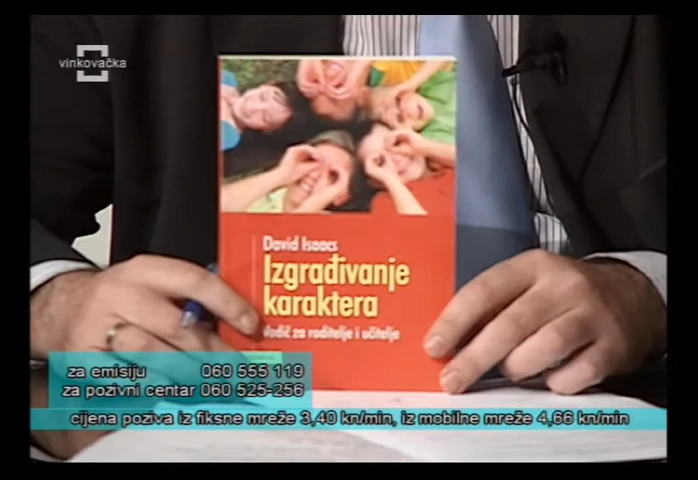 vinkovačka
David Isaacs
Izgrađivanje
karaktera
Vodič za roditelje i učitelje
za emisiju 060 555 119
za pozivni centar 060 525-256
cijena poziva iz fiksne mreže 3,40 kn/min, iz mobilne mreže 4,66 kn/min